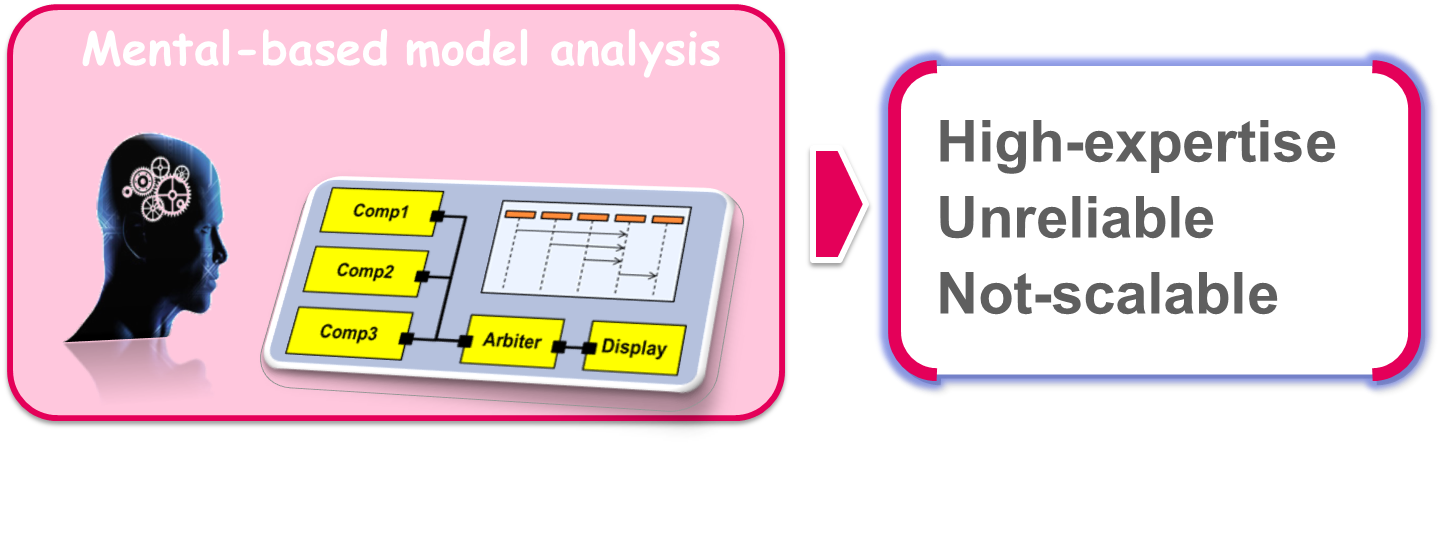 Mental-based model analysis
Comp1
Comp2
Comp3
Arbiter
Display
High-expertise
Unreliable
Not-scalable